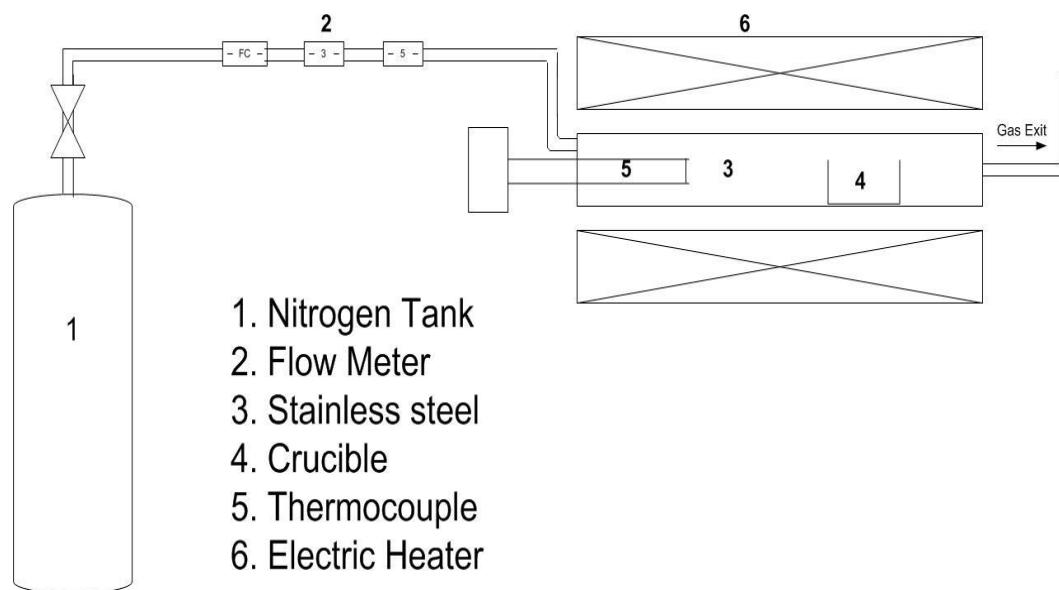 2
6
– FC –
– 3 –
– 5 –
Gas Exit
5
3
4
1
1. Nitrogen Tank
2. Flow Meter
3. Stainless steel
4. Crucible
5. Thermocouple
6. Electric Heater